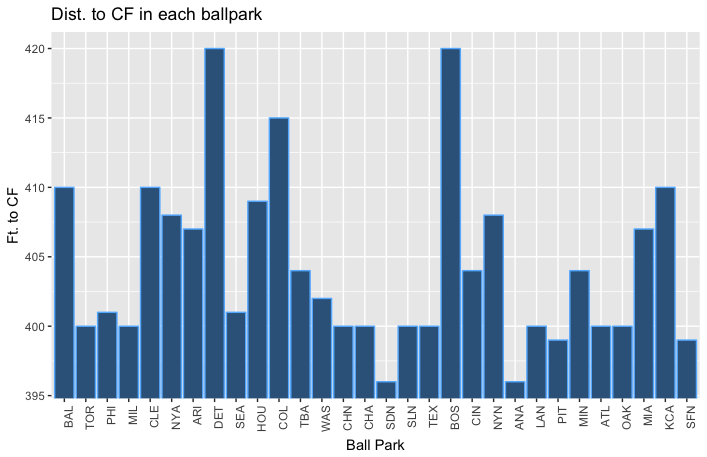 Dist. to CF in each ballpark
Ft. to CF
420
415
410
405
400
395
BAL TOR PHI MIL CLE NYA ARI DET SEA HOU COL TBA WAS CHN CHA SDN SLN TEX BOS CIN NYN ANA LAN PIT MIN ATL OAK MIA KCA SFN
Ball Park